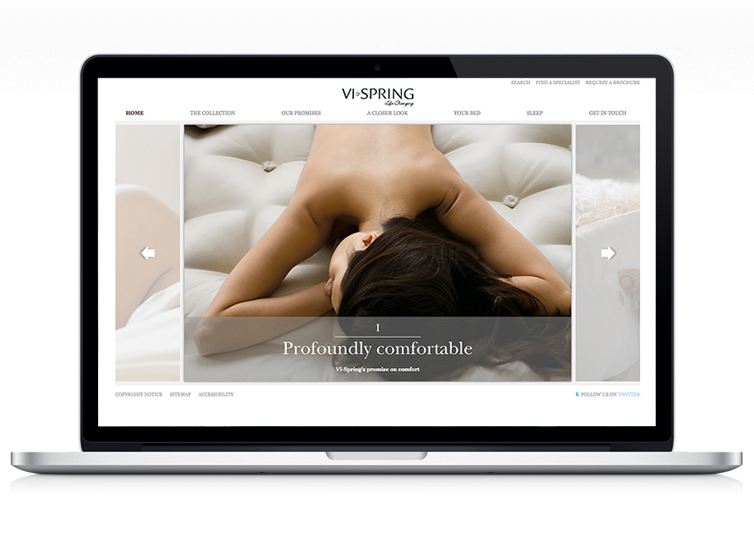 SEARCH FIND A SPECIALIST REQUEST A BROCHURE
VI-SPRING
Life Changing
HOME THE COLLECTION OUR PROMISES A CLOSER LOOK YOUR BED SLEEP GET IN TOUCH
I
Profoundly comfortable
Vi-Spring's promise on comfort
COPYRIGHT NOTICE SITEMAP ACCESSIBILITY FOLLOW US ON TWITTER